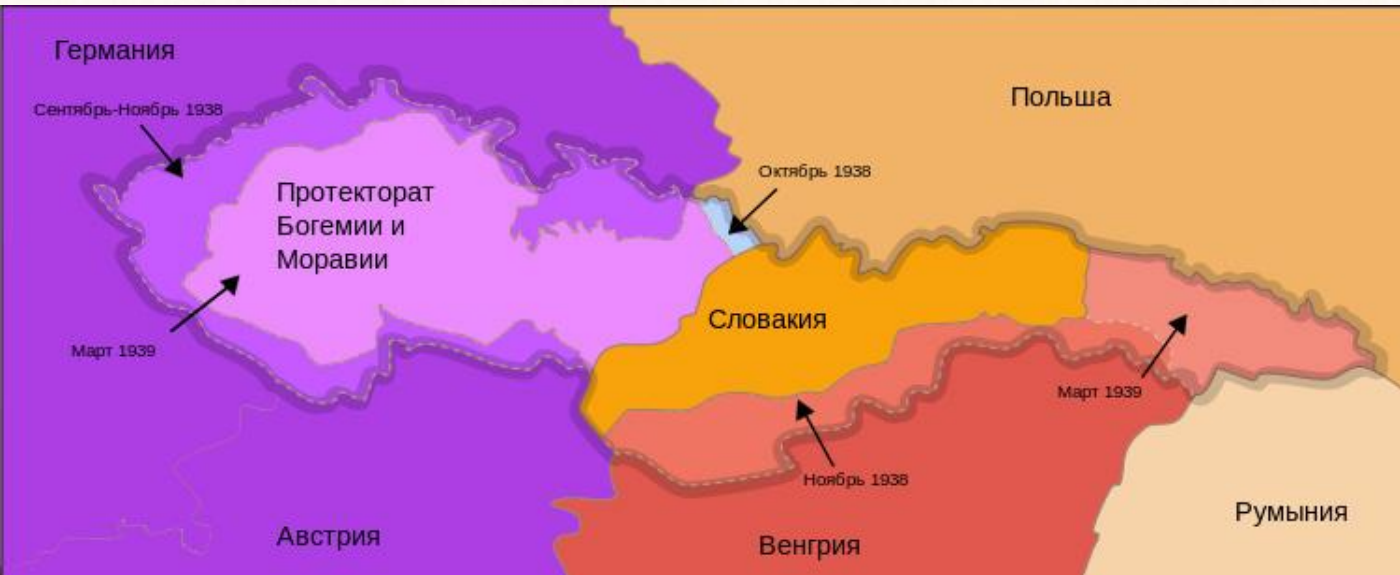 Германия
Польша
Сентябрь-Ноябрь 1938
Октябрь 1938
Протекторат
Богемии и
Моравии
Словакия
Март 1939
Март 1939
Ноябрь 1938
Румыния
Австрия
Венгрия